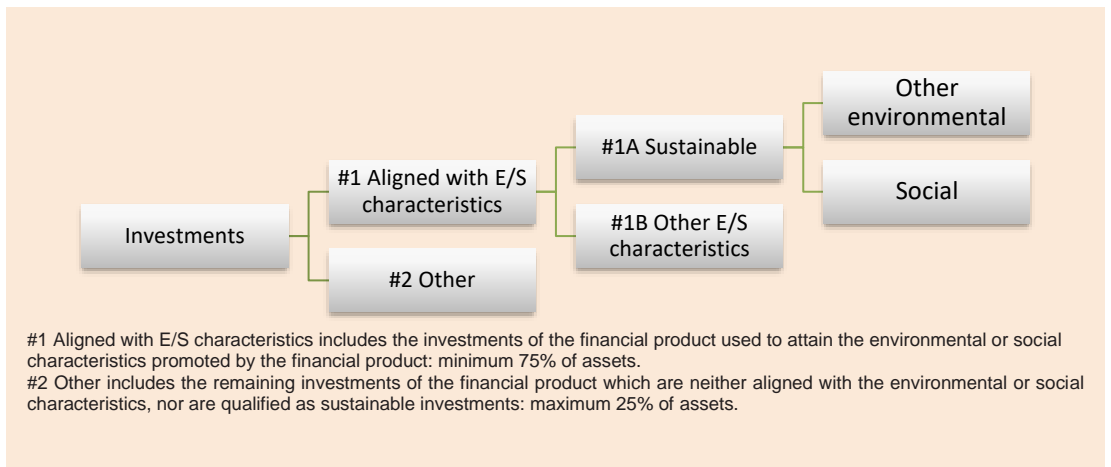 Other
environmental
#1A Sustainable
#1 Aligned with E/S
characteristics
Social
#1B Other E/S
characteristics
Investments
#2 Other
#1 Aligned with E/S characteristics includes the investments of the financial product used to attain the environmental or social
characteristics promoted by the financial product: minimum 75% of assets.
#2 Other includes the remaining investments of the financial product which are neither aligned with the environmental or social
characteristics, nor are qualified as sustainable investments: maximum 25% of assets.